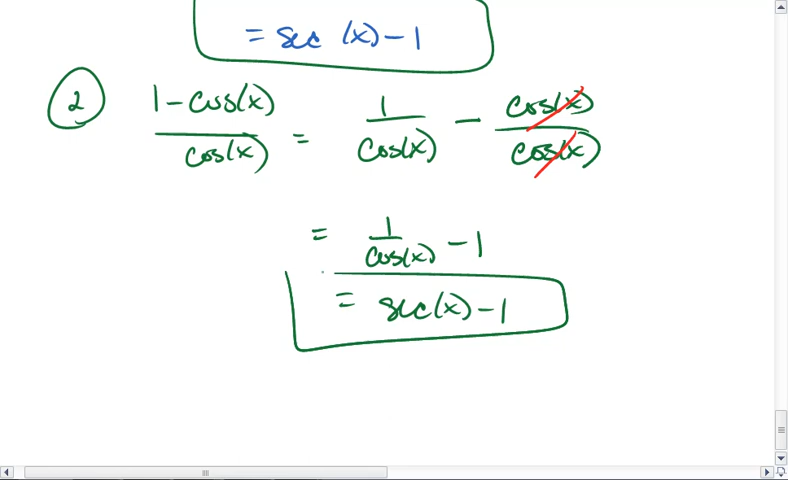 = sec (x) - 1
2
1 - cos(x) / cos(x) = 1 / cos(x) - cos(x) / cos(x)
= 1 / cos(x) - 1
= sec(x) - 1